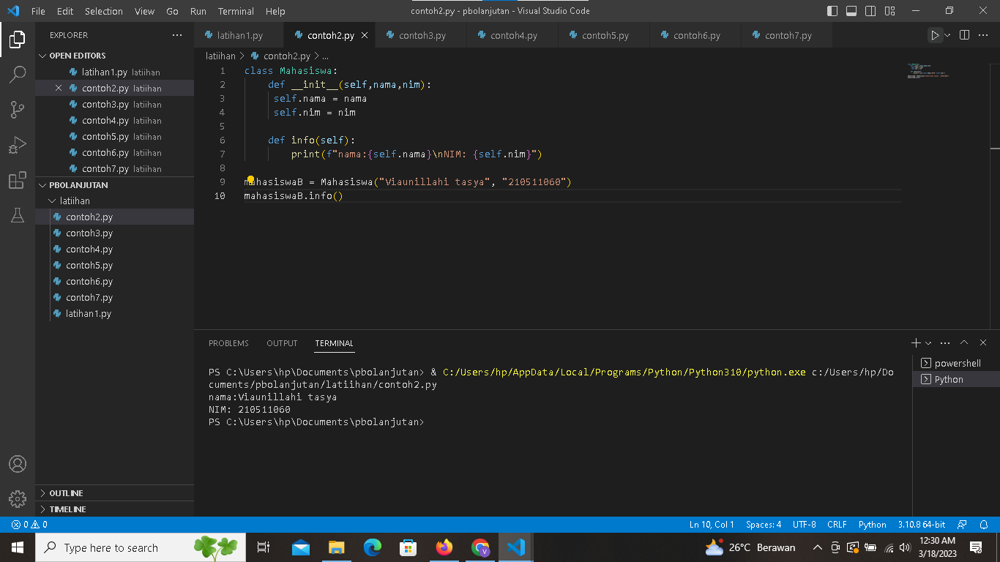 File Edit Selection View Go Run Terminal Help
contoh2.py - pbolanjutan - Visual Studio Code
EXPLORER
OPEN EDITORS
latihan1.py latiihan
contoh2.py latiihan
contoh3.py latiihan
contoh4.py latiihan
contoh5.py latiihan
contoh6.py latiihan
contoh7.py latiihan
PBOLANJUTAN
latiihan
contoh2.py
contoh3.py
contoh4.py
contoh5.py
contoh6.py
contoh7.py
latihan1.py
OUTLINE
TIMELINE
latihan1.py contoh2.py contoh3.py contoh4.py contoh5.py contoh6.py contoh7.py
latiihan > contoh2.py > ...
1 class Mahasiswa:
2     def __init__(self,nama,nim):
3      self.nama = nama
4      self.nim = nim
5
6     def info(self):
7         print(f"nama:{self.nama}\nNIM: {self.nim}")
8
9 mahasiswaB = Mahasiswa("Viaunillahi tasya", "210511060")
10 mahasiswaB.info()
PROBLEMS OUTPUT TERMINAL
PS C:\Users\hp\Documents\pbolanjutan> & C:/Users/hp/AppData/Local/Programs/Python/Python310/python.exe c:/Users/hp/Do
cuments/pbolanjutan/latiihan/contoh2.py
nama:Viaunillahi tasya
NIM: 210511060
PS C:\Users\hp\Documents\pbolanjutan>
powershell
Python
0 0
Ln 10, Col 1 Spaces: 4 UTF-8 CRLF Python 3.10.8 64-bit
Type here to search
V
26°C Berawan
12:30 AM
3/18/2023